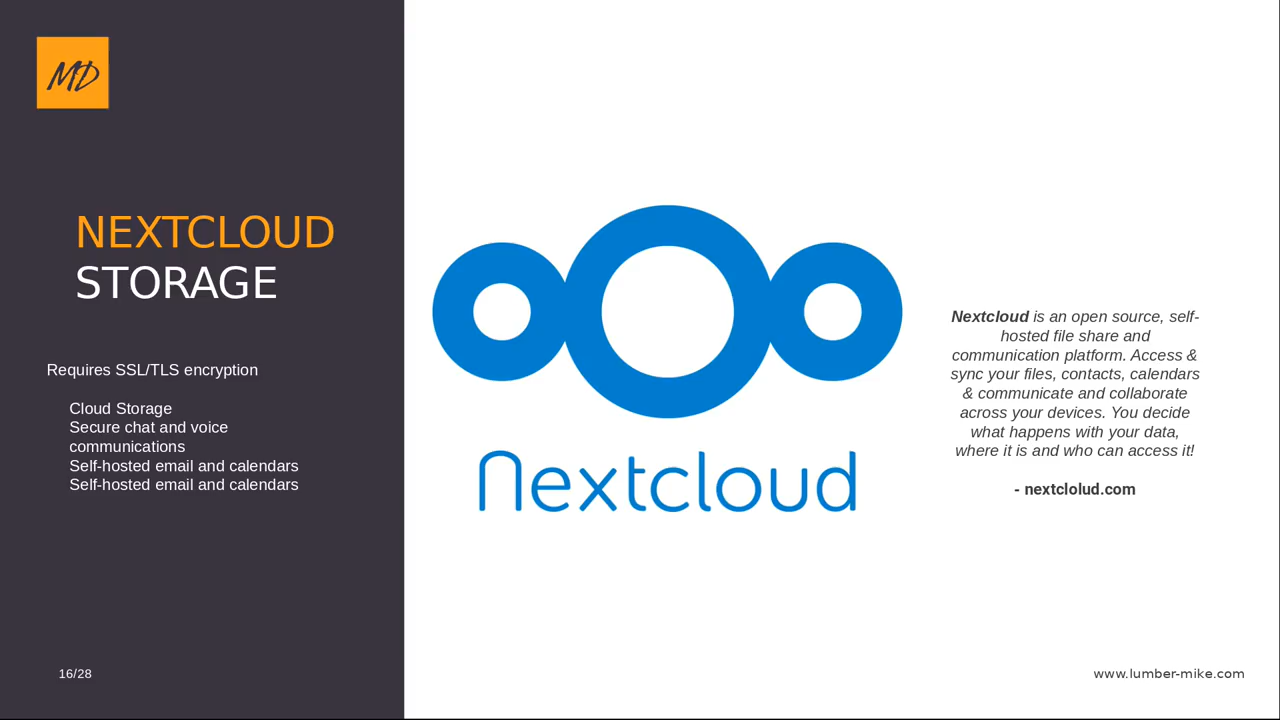 MD
NEXTCLOUD
STORAGE
Requires SSL/TLS encryption
Cloud Storage
Secure chat and voice
communications
Self-hosted email and calendars
Self-hosted email and calendars
16/28
Nextcloud
Nextcloud is an open source, self-
hosted file share and
communication platform. Access &
sync your files, contacts, calendars
& communicate and collaborate
across your devices. You decide
what happens with your data,
where it is and who can access it!
- nextclolud.com
www.lumber-mike.com